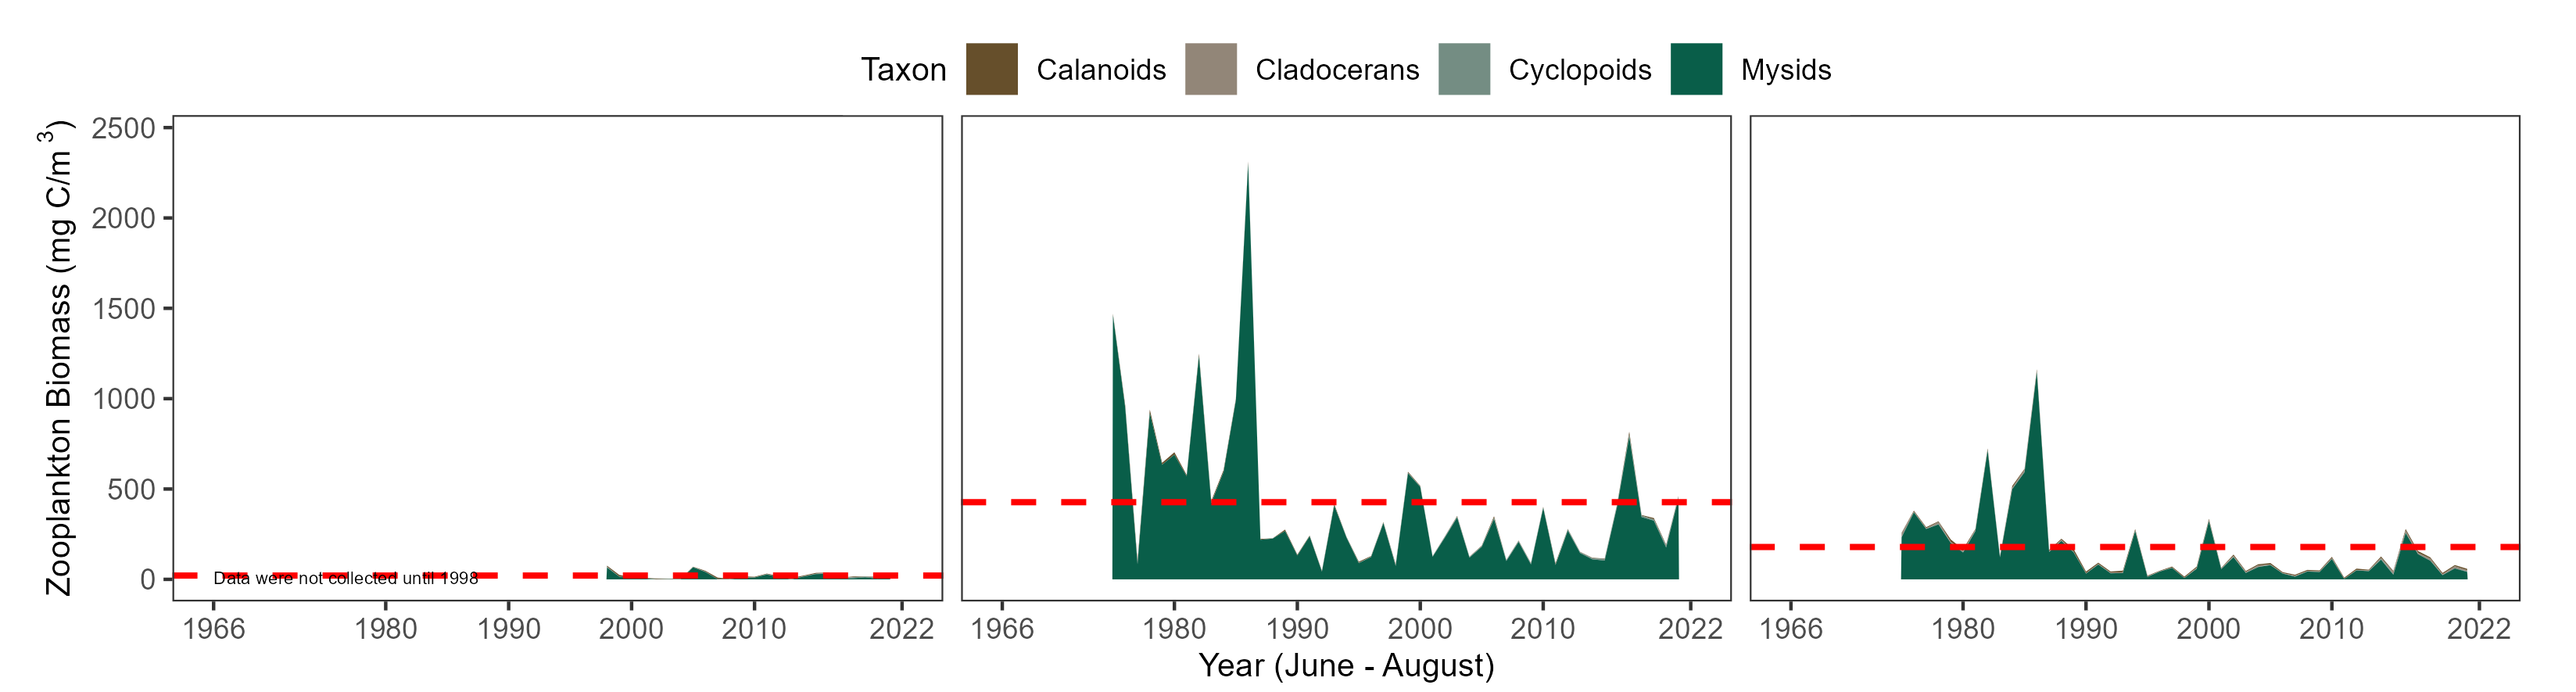 Taxon Calanoids Cladocerans Cyclopoids Mysids
Zooplankton Biomass (mg C/m³)
2500
2000
1500
1000
500
0
Data were not collected until 1998
1966 1980 1990 2000 2010 2022 1966 1980 1990 2000 2010 2022 1966 1980 1990 2000 2010 2022
Year (June - August)